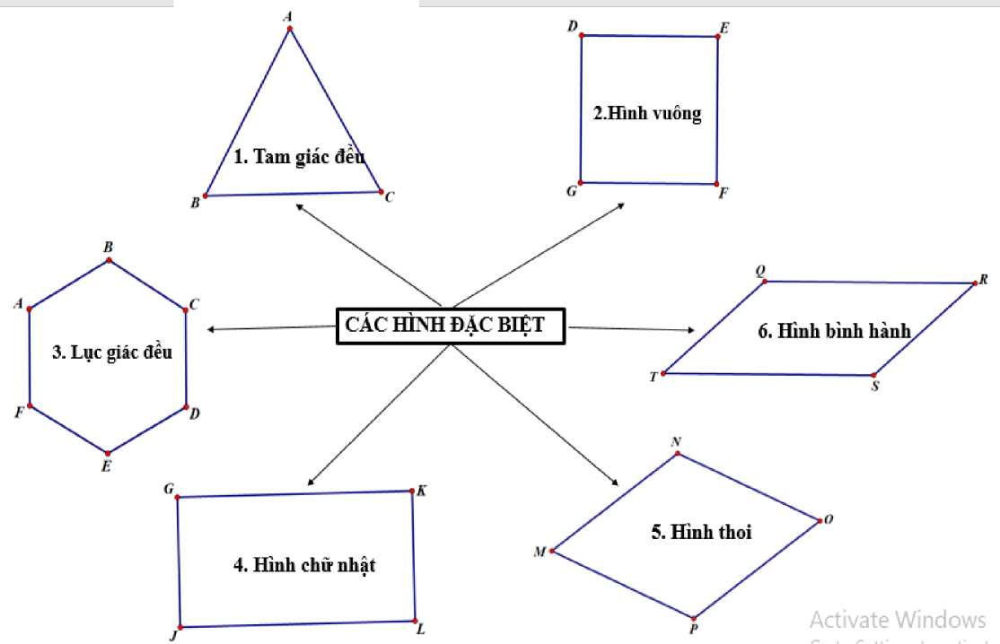 A
1. Tam giác đều
B
C
D
E
2.Hình vuông
G
F
B
A
C
3. Lục giác đều
F
D
E
CÁC HÌNH ĐẶC BIỆT
Q
R
6. Hình bình hành
T
S
G
K
4. Hình chữ nhật
J
L
N
M
O
5. Hình thoi
P
Activate Windows